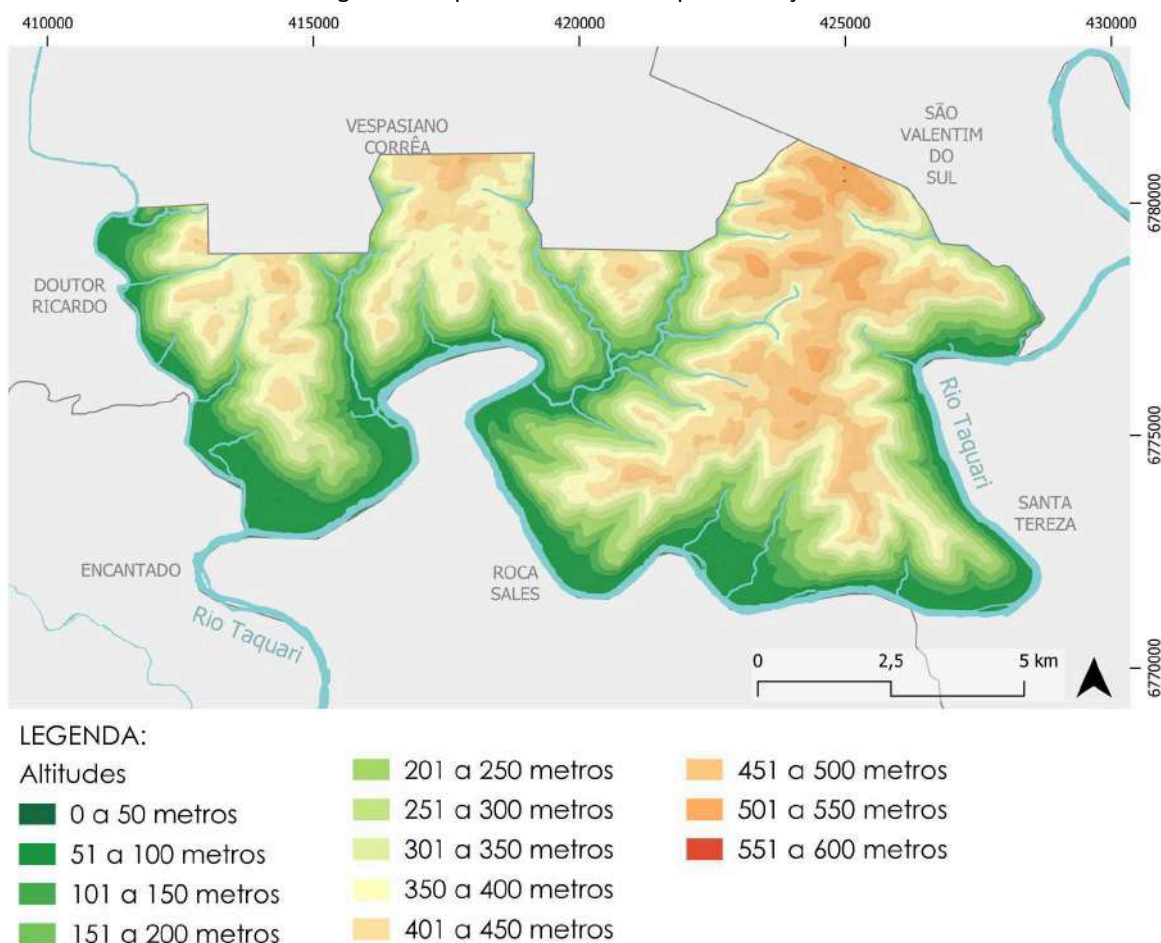 410000
415000
420000
425000
430000
VESPASIANO
CORRÊA
SÃO
VALENTIM
DO
SUL
6780000
DOUTOR
RICARDO
6775000
Rio Taquari
SANTA
TEREZA
ENCANTADO
ROCA
SALES
Rio Taquari
0
2,5
5 km
6770000
LEGENDA:
Altitudes
0 a 50 metros
51 a 100 metros
101 a 150 metros
151 a 200 metros
201 a 250 metros
251 a 300 metros
301 a 350 metros
350 a 400 metros
401 a 450 metros
451 a 500 metros
501 a 550 metros
551 a 600 metros